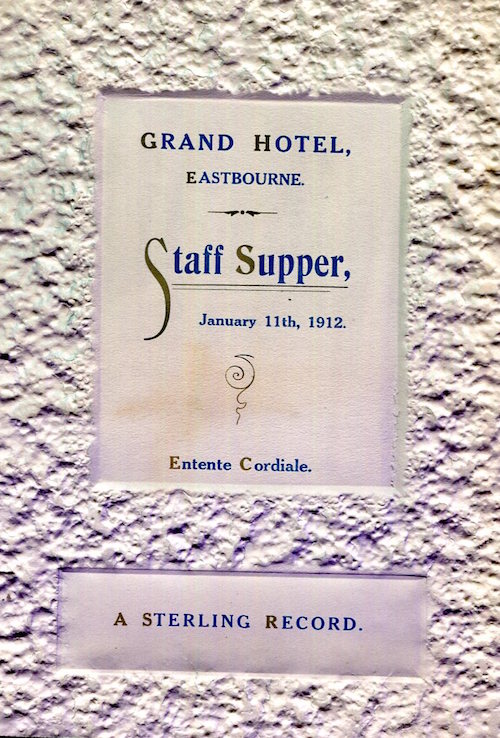 GRAND HOTEL,
EASTBOURNE.
Staff Supper,
January 11th, 1912.
Entente Cordiale.
A STERLING RECORD.